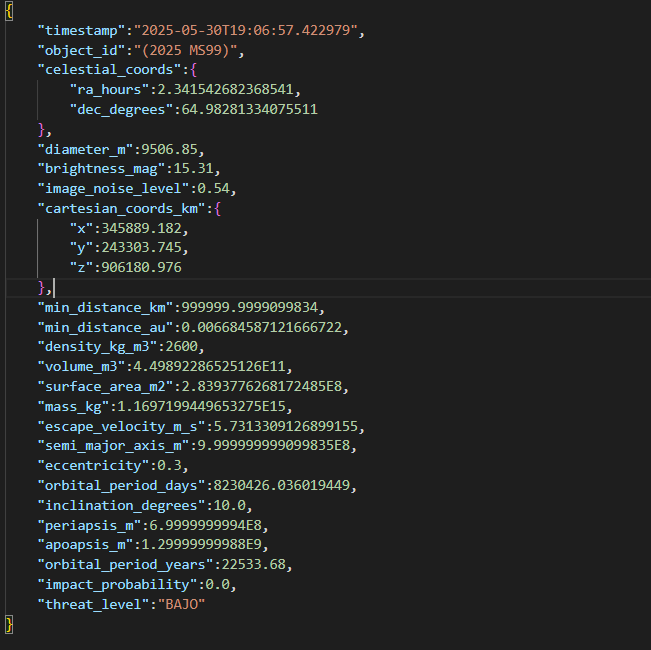 {
"timestamp":"2025-05-30T19:06:57.422979",
"object_id":"(2025 MS99)",
"celestial_coords":{
"ra_hours":2.341542682368541,
"dec_degrees":64.98281334075511
},
"diameter_m":9506.85,
"brightness_mag":15.31,
"image_noise_level":0.54,
"cartesian_coords_km":{
"x":345889.182,
"y":243303.745,
"z":906180.976
},
"min_distance_km":999999.9999099834,
"min_distance_au":0.006684587121666722,
"density_kg_m3":2600,
"volume_m3":4.49892286525126E11,
"surface_area_m2":2.8393776268172485E8,
"mass_kg":1.1697199449653275E15,
"escape_velocity_m_s":5.7313309126899155,
"semi_major_axis_m":9.999999999099835E8,
"eccentricity":0.3,
"orbital_period_days":8230426.036019449,
"inclination_degrees":10.0,
"periapsis_m":6.9999999994E8,
"apoapsis_m":1.29999999988E9,
"orbital_period_years":22533.68,
"impact_probability":0.0,
"threat_level":"BAJO"
}